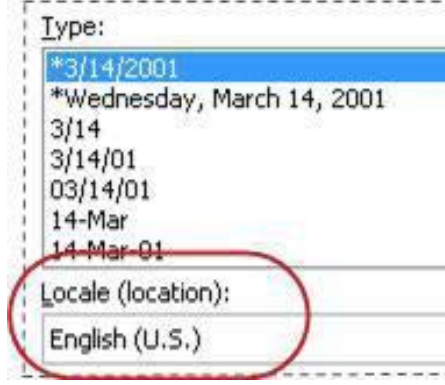 Type:
*3/14/2001
*Wednesday, March 14, 2001
3/14
3/14/01
03/14/01
14-Mar
14-Mar-01
Locale (location):
English (U.S.)